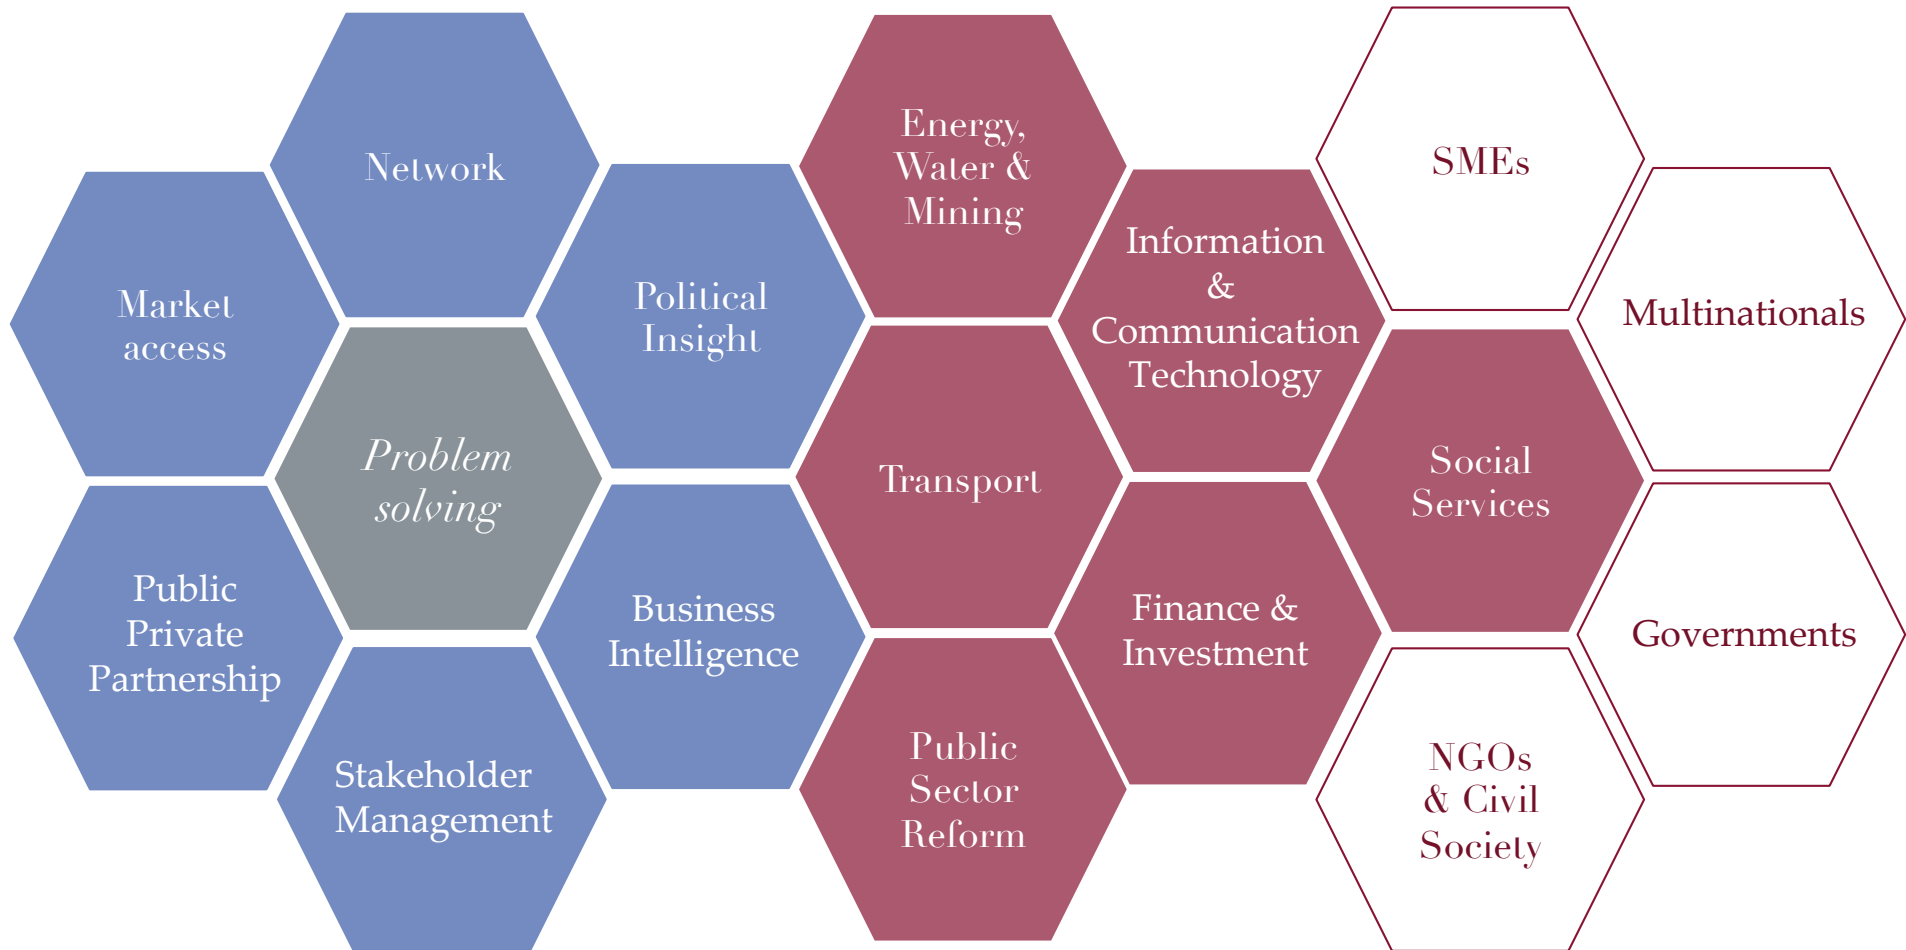 Network
Market
access
Political
Insight
Problem
solving
Public
Private
Partnership
Business
Intelligence
Stakeholder
Management
Energy,
Water &
Mining
Information
&
Communication
Technology
Transport
Finance &
Investment
Public
Sector
Reform
Social
Services
SMEs
Multinationals
Governments
NGOs
& Civil
Society